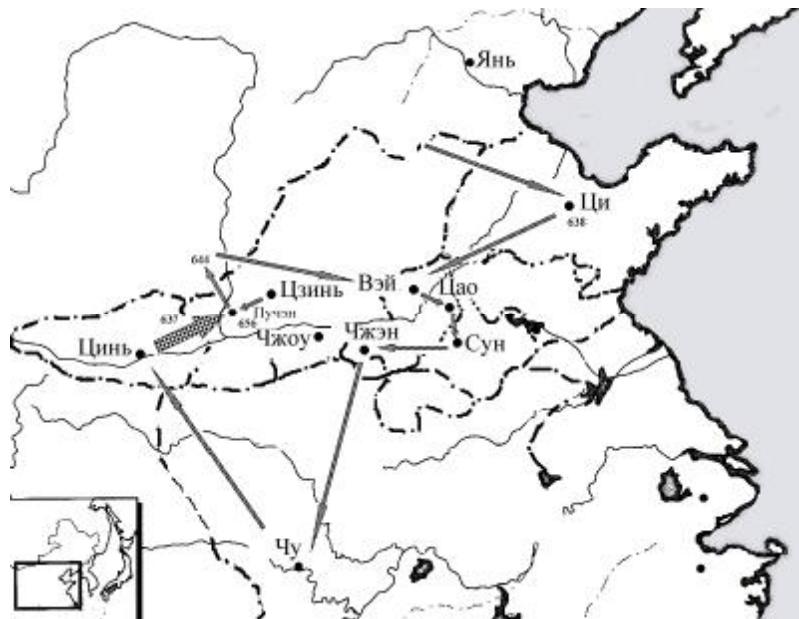 Янь
Ци
638
644
Вэй
Цао
Цзинь
637
Пучэн
656
Цинь
Чжоу
Чжэн
Сун
Чу